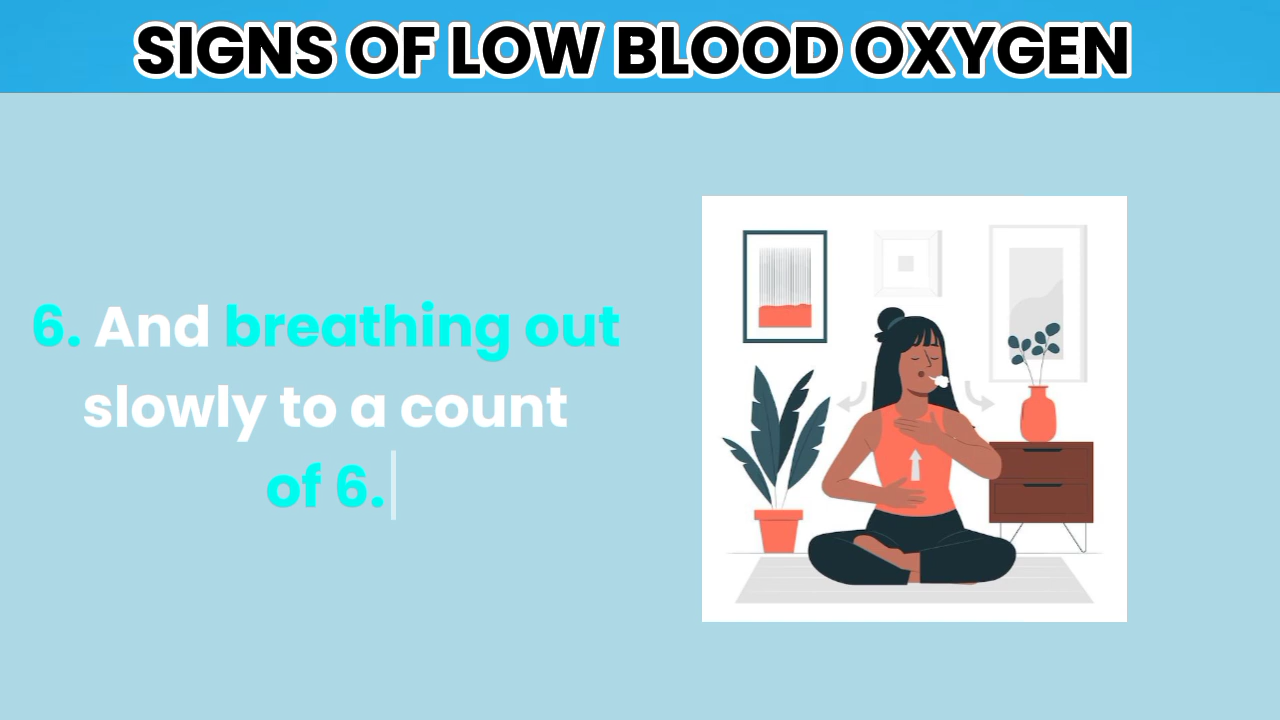 SIGNS OF LOW BLOOD OXYGEN
6. And breathing out
slowly to a count
of 6.